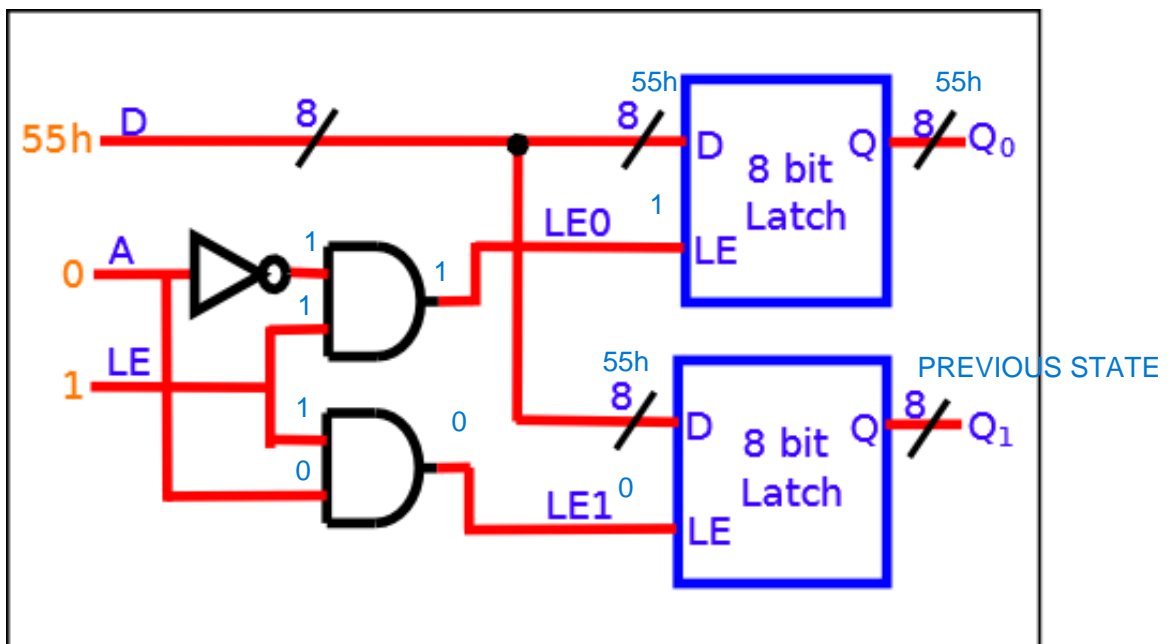 55h 55h
D 8 8 8 Q0
55h D Q
8 bit
Latch
1
LE0
A 1 LE
0 1
1
55h PREVIOUS STATE
LE 8 8
1 1 0 D Q Q1
8 bit
0 Latch
0
LE1 LE